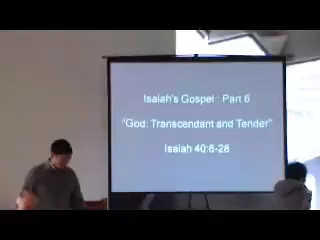 Isaiah's Gospel : Part 6
"God: Transcendant and Tender"
Isaiah 40:6-28